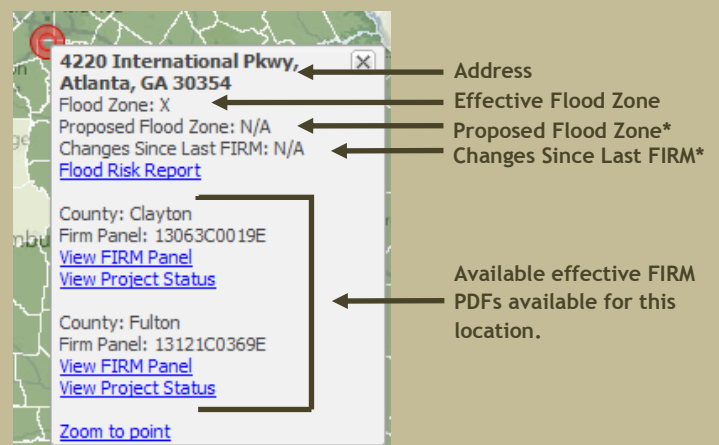 4220 International Pkwy,
Atlanta, GA 30354
Flood Zone: X
Proposed Flood Zone: N/A
Changes Since Last FIRM: N/A
Flood Risk Report
County: Clayton
Firm Panel: 13063C0019E
View FIRM Panel
View Project Status
County: Fulton
Firm Panel: 13121C0369E
View FIRM Panel
View Project Status
Zoom to point
Address
Effective Flood Zone
Proposed Flood Zone*
Changes Since Last FIRM*
Available effective FIRM
PDFs available for this
location.